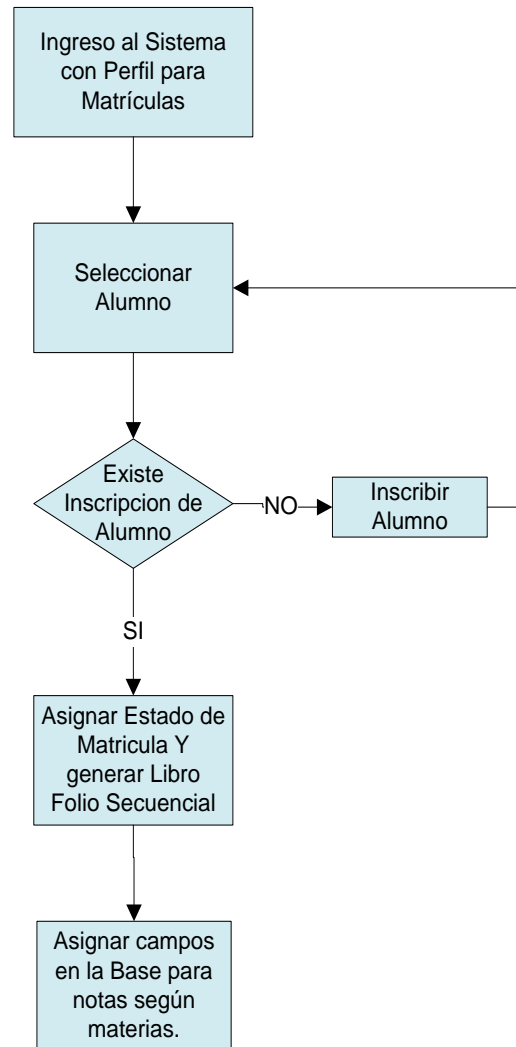 Ingreso al Sistema
con Perfil para
Matrículas
Seleccionar
Alumno
Existe
Inscripcion de
Alumno
NO
Inscribir
Alumno
SI
Asignar Estado de
Matricula Y
generar Libro
Folio Secuencial
Asignar campos
en la Base para
notas según
materias.